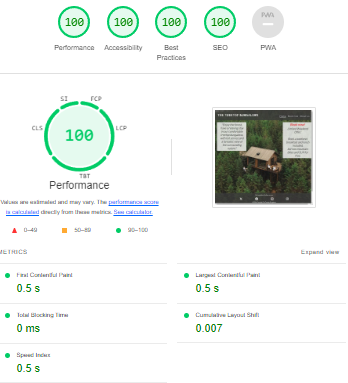 100 100 100 100 PWA
Performance Accessibility Best Practices SEO PWA
SI FCP
CLS LCP
100
TBT
Performance
Values are estimated and may vary. The performance score
is calculated directly from these metrics. See calculator.
0–49 50–89 90–100
METRICS Expand view
First Contentful Paint
0.5 s
Largest Contentful Paint
0.5 s
Total Blocking Time
0 ms
Cumulative Layout Shift
0.007
Speed Index
0.5 s